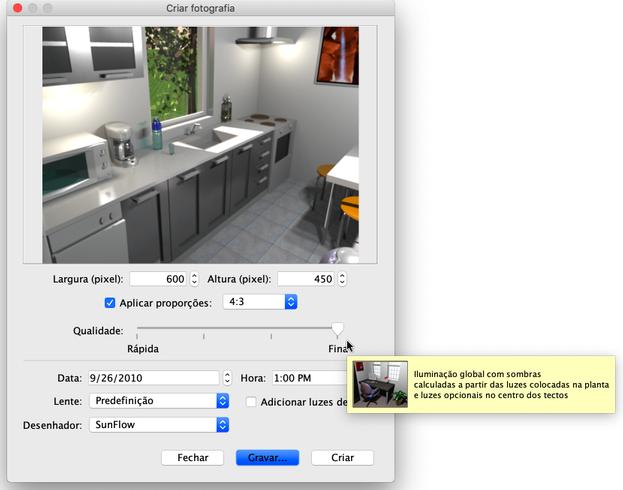 Criar fotografia
Largura (pixel): 600 Altura (pixel): 450
Aplicar proporções: 4:3
Qualidade:
Rápida
Data: 9/26/2010 Hora: 1:00 PM
Iluminação global com sombras
calculadas a partir das luzes colocadas na planta
e luzes opcionais no centro dos tectos
Lente: Predefinição Adicionar luzes de
Desenhador: SunFlow
Fechar Gravar... Criar